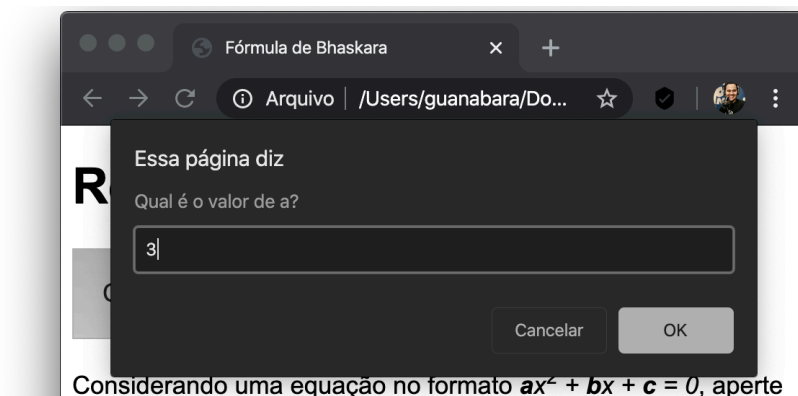 Fórmula de Bhaskara
Arquivo | /Users/guanabara/Do...
Essa página diz
Qual é o valor de a?
3
Cancelar OK
Considerando uma equação no formato ax² + bx + c = 0, aperte